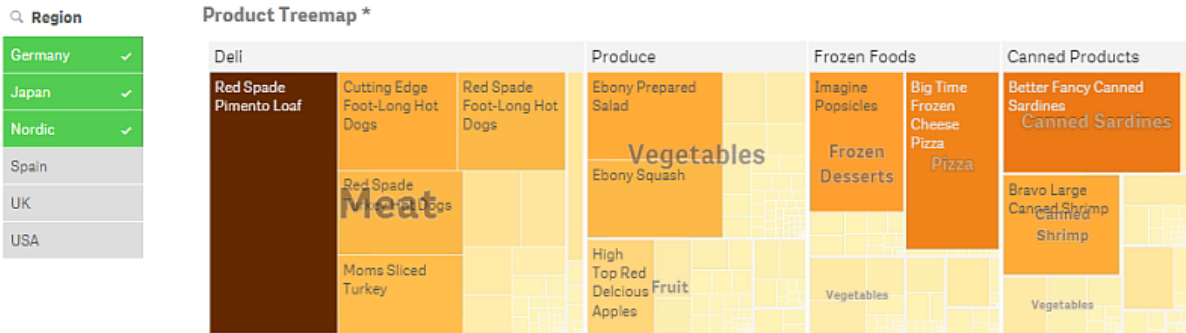 Region
Product Treemap *
Germany
Japan
Nordic
Spain
UK
USA
Deli
Red Spade
Pimento Loaf
Cutting Edge
Foot-Long Hot
Dogs
Red Spade
Foot-Long Hot
Dogs
Red Spade
Turkey Hot Dogs
Meat
Moms Sliced
Turkey
Produce
Ebony Prepared
Salad
Vegetables
Ebony Squash
High
Top Red
Delcious
Apples
Fruit
Frozen Foods
Imagine
Popsicles
Frozen
Desserts
Big Time
Frozen
Cheese
Pizza
Pizza
Vegetables
Canned Products
Better Fancy Canned
Sardines
Canned Sardines
Bravo Large
Canned Shrimp
Canned
Shrimp
Vegetables